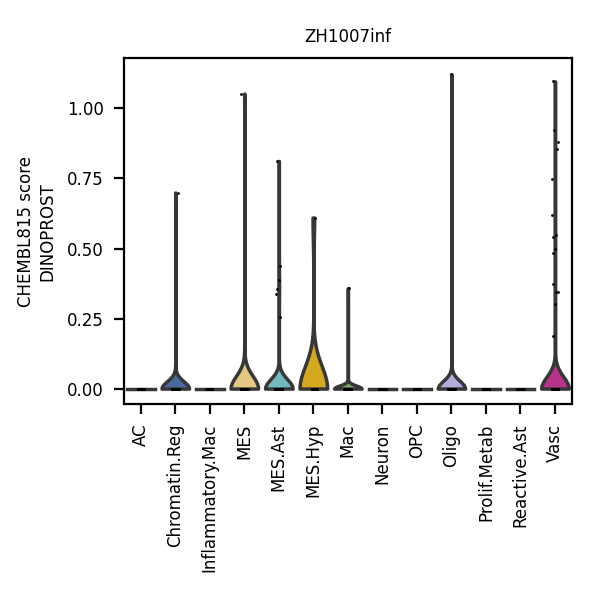 ZH1007inf
CHEMBL815 score
DINOPROST
1.00
0.75
0.50
0.25
0.00
AC
Chromatin.Reg
Inflammatory.Mac
MES
MES.Ast
MES.Hyp
Mac
Neuron
OPC
Oligo
Prolif.Metab
Reactive.Ast
Vasc